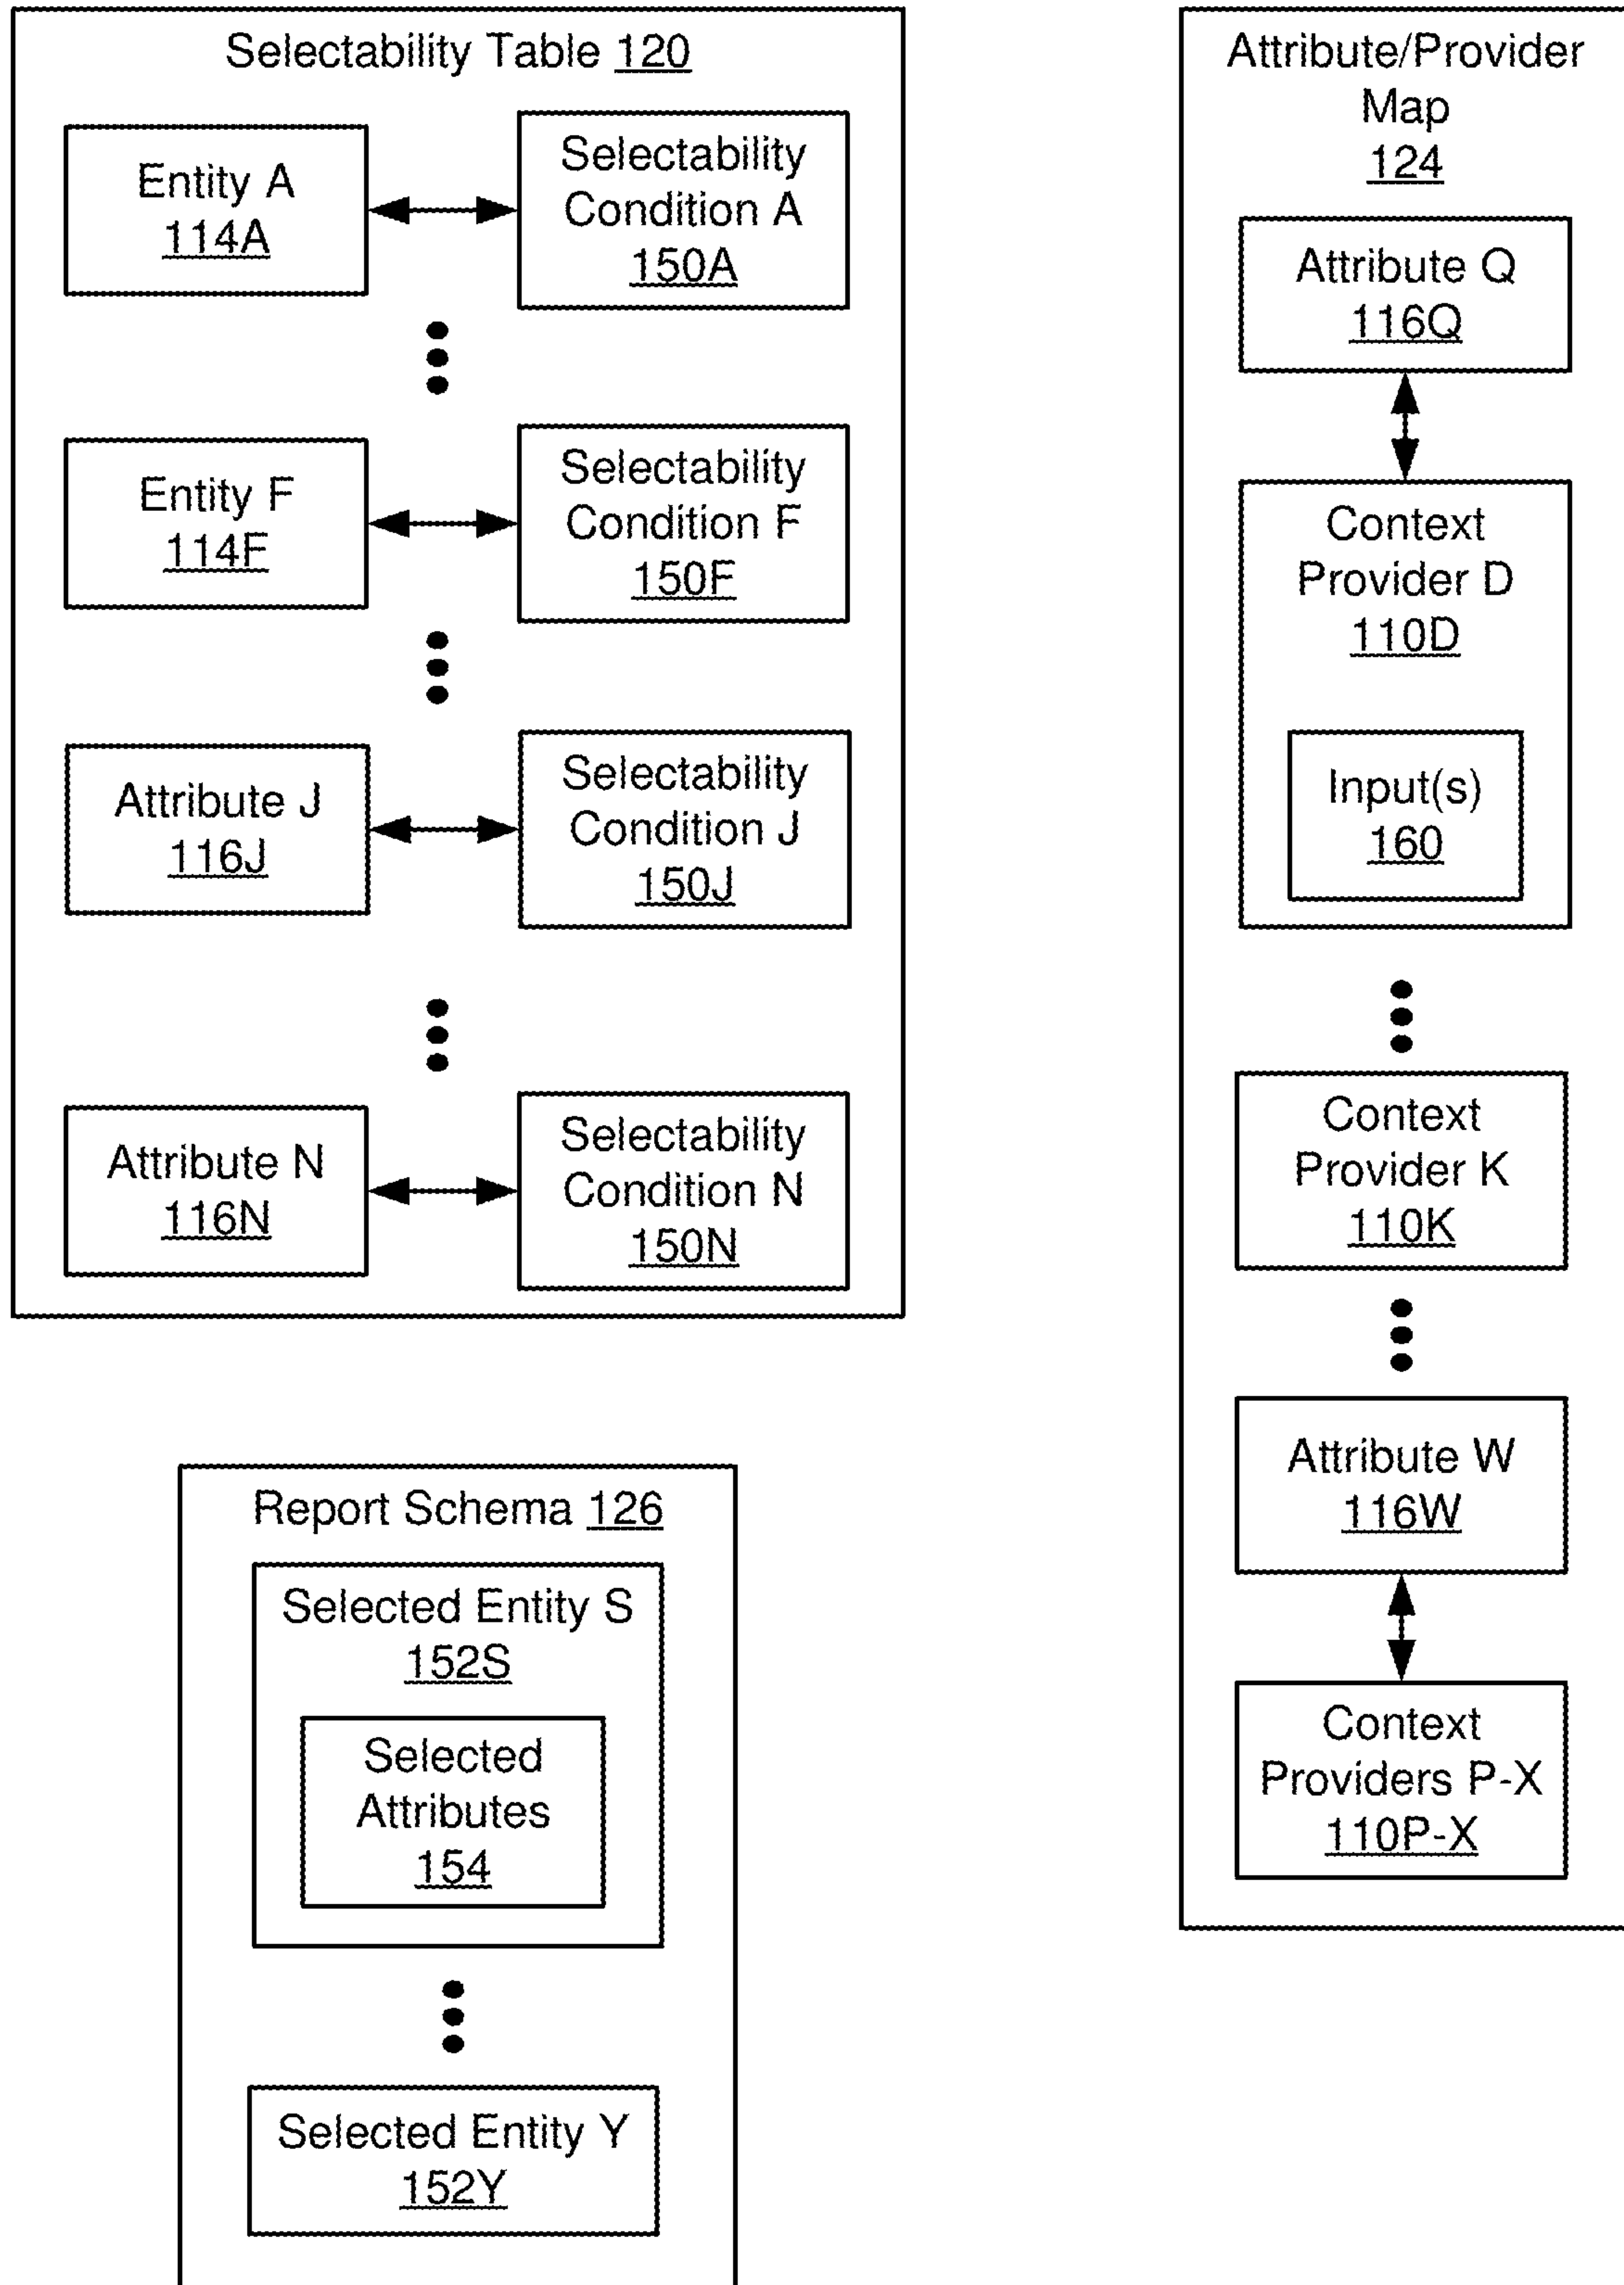 Selectability Table 120
Entity A
114A
Selectability
Condition A
150A
Entity F
114F
Selectability
Condition F
150F
Attribute J
116J
Selectability
Condition J
150J
Attribute N
116N
Selectability
Condition N
150N
Report Schema 126
Selected Entity S
152S
Selected
Attributes
154
Selected Entity Y
152Y
Attribute/Provider
Map
124
Attribute Q
116Q
Context
Provider D
110D
Input(s)
160
Context
Provider K
110K
Attribute W
116W
Context
Providers P-X
110P-X